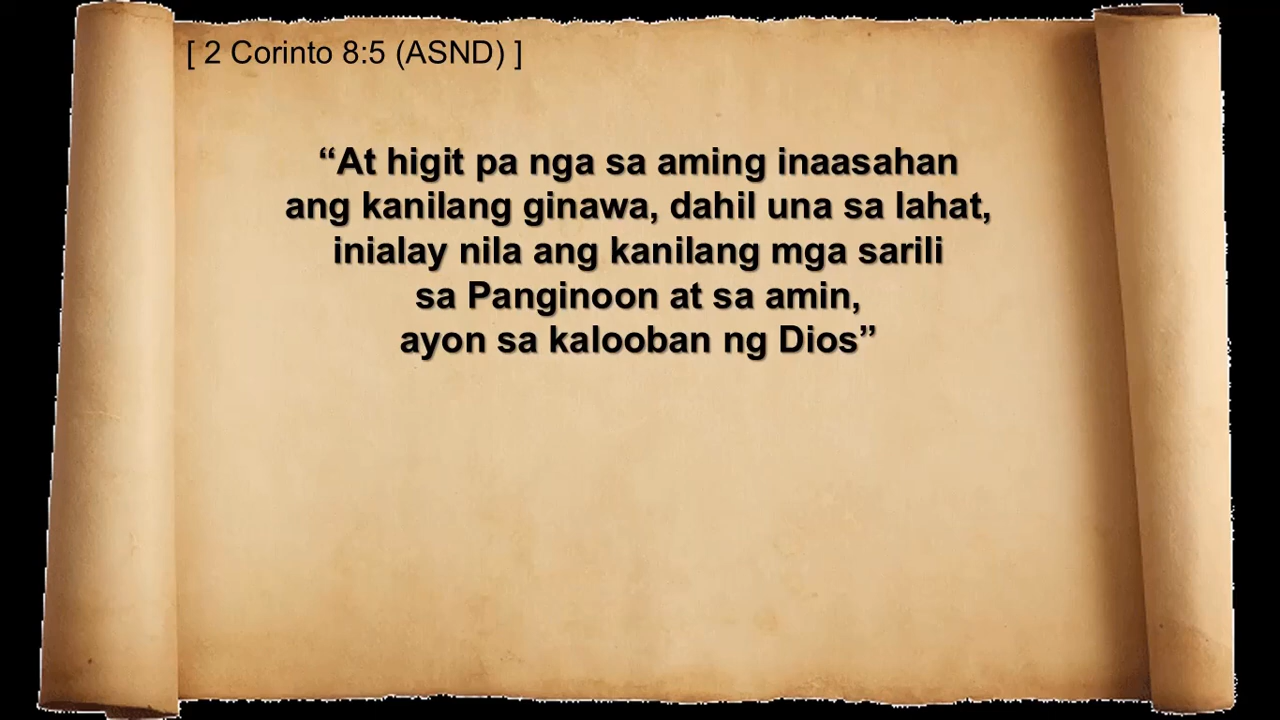 [ 2 Corinto 8:5 (ASND) ]
“At higit pa nga sa aming inaasahan
ang kanilang ginawa, dahil una sa lahat,
inialay nila ang kanilang mga sarili
sa Panginoon at sa amin,
ayon sa kalooban ng Dios”